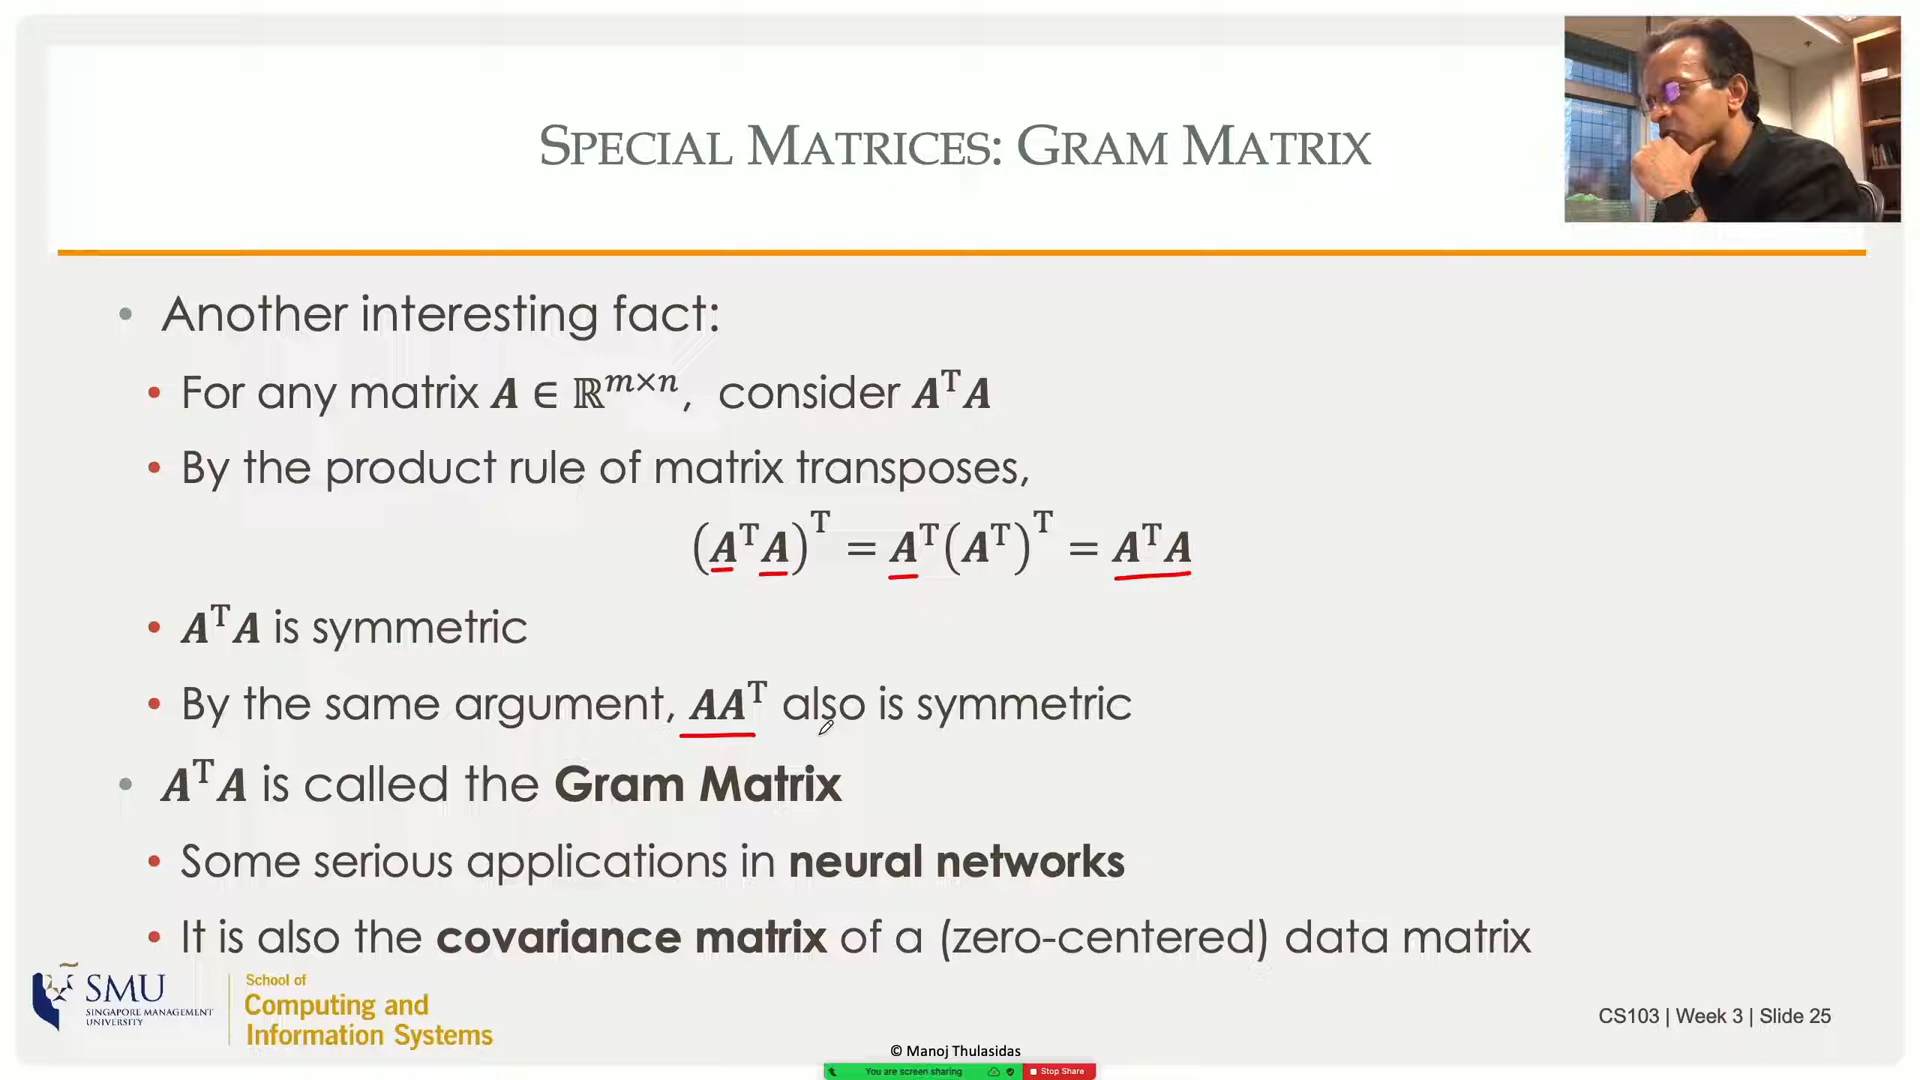 SPECIAL MATRICES: GRAM MATRIX
• Another interesting fact:
• For any matrix A ∈ ℝᵐˣⁿ, consider AᵀA
• By the product rule of matrix transposes,
(AᵀA)ᵀ = Aᵀ(Aᵀ)ᵀ = AᵀA
• AᵀA is symmetric
• By the same argument, AAᵀ also is symmetric
• AᵀA is called the Gram Matrix
• Some serious applications in neural networks
• It is also the covariance matrix of a (zero-centered) data matrix
SMU
SINGAPORE MANAGEMENT
UNIVERSITY
School of
Computing and
Information Systems
CS103 | Week 3 | Slide 25
© Manoj Thulasidas
You are screen sharing
Stop Share